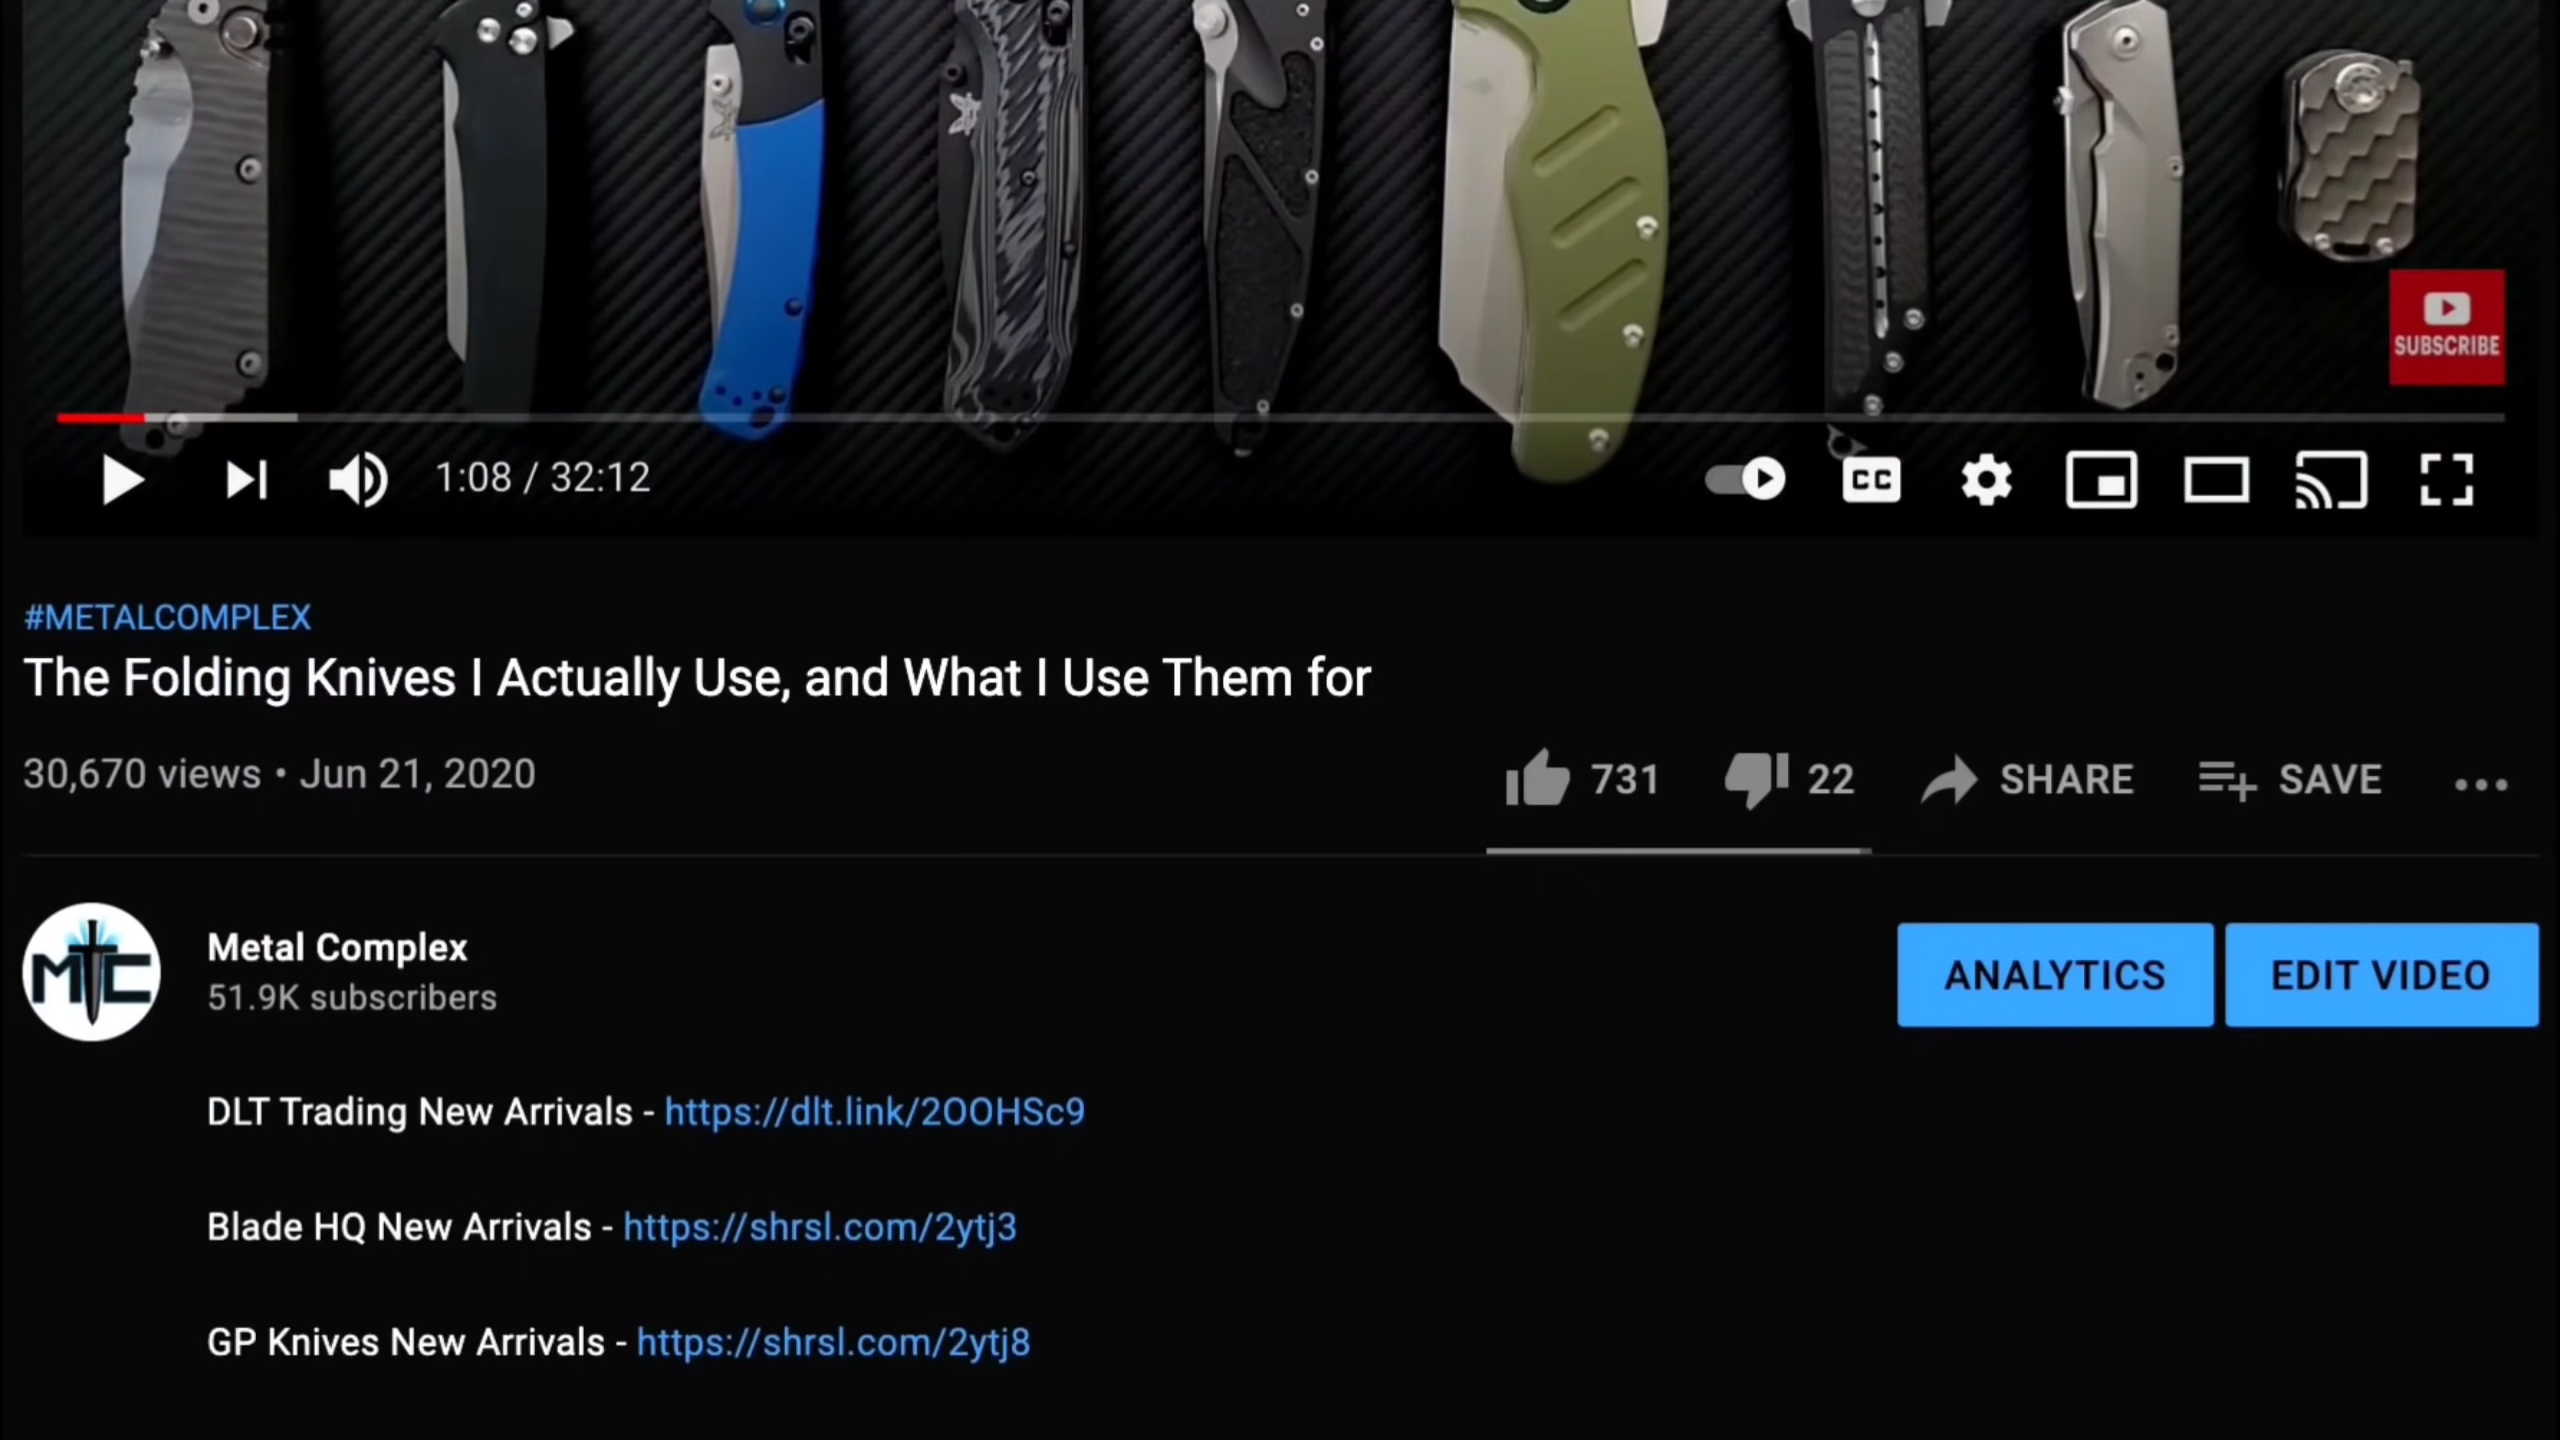 SUBSCRIBE
1:08 / 32:12
CC
#METALCOMPLEX
The Folding Knives I Actually Use, and What I Use Them for
30,670 views • Jun 21, 2020
731 22 SHARE SAVE
MTC
Metal Complex
51.9K subscribers
ANALYTICS EDIT VIDEO
DLT Trading New Arrivals - https://dlt.link/2OOHSc9
Blade HQ New Arrivals - https://shrsl.com/2ytj3
GP Knives New Arrivals - https://shrsl.com/2ytj8